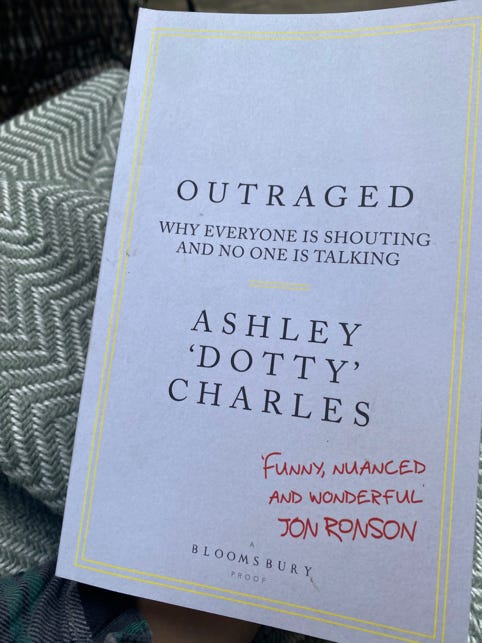 OUTRAGED
WHY EVERYONE IS SHOUTING
AND NO ONE IS TALKING
ASHLEY
‘DOTTY’
CHARLES
‘FUNNY, NUANCED
AND WONDERFUL’
JON RONSON
A
BLOOMSBURY
PROOF